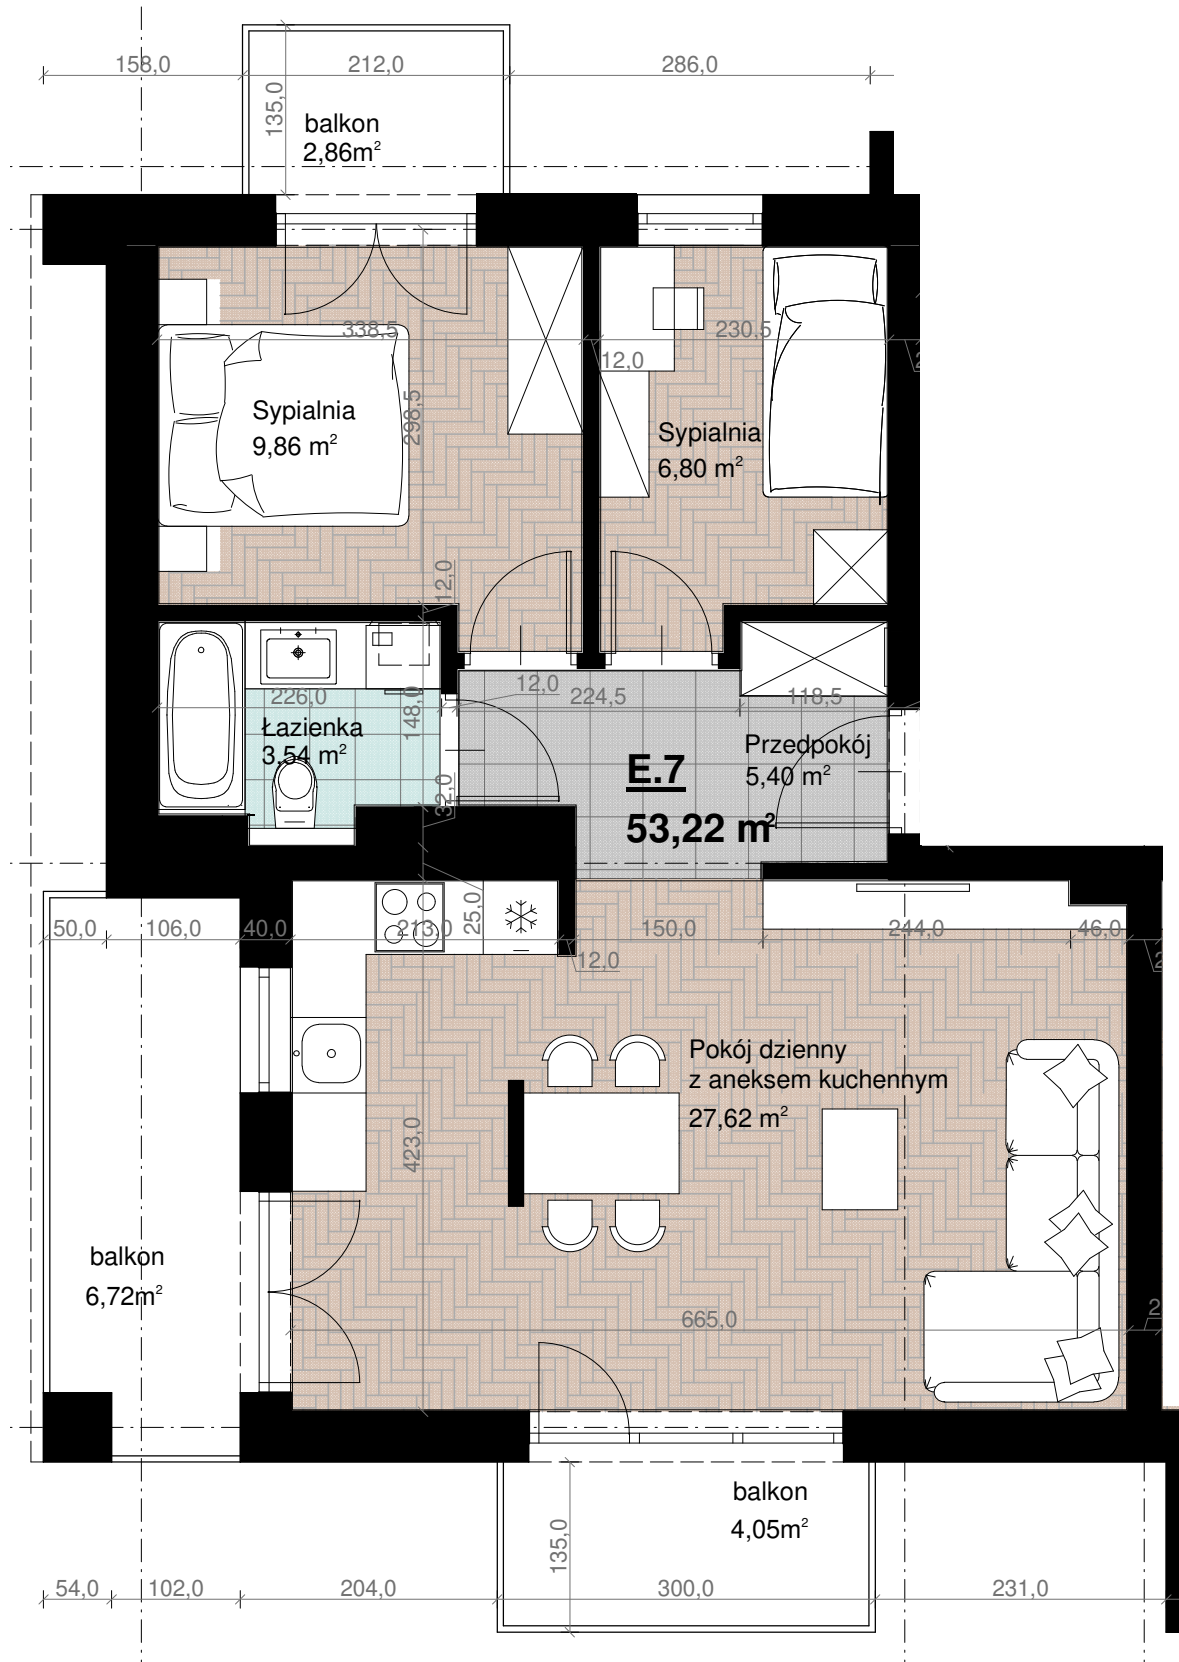 158,0
212,0
286,0
135,0
balkon
2,86m²
338,5
230,5
12,0
298,5
Sypialnia
9,86 m²
Sypialnia
6,80 m²
12,0
12,0
226,0
224,5
118,5
148,0
Łazienka
3,54 m²
Przedpokój
5,40 m²
E.7
53,22 m²
32,0
50,0
106,0
40,0
213,0
25,0
150,0
244,0
46,0
12,0
Pokój dzienny
z aneksem kuchennym
27,62 m²
423,0
balkon
6,72m²
665,0
balkon
4,05m²
135,0
54,0
102,0
204,0
300,0
231,0